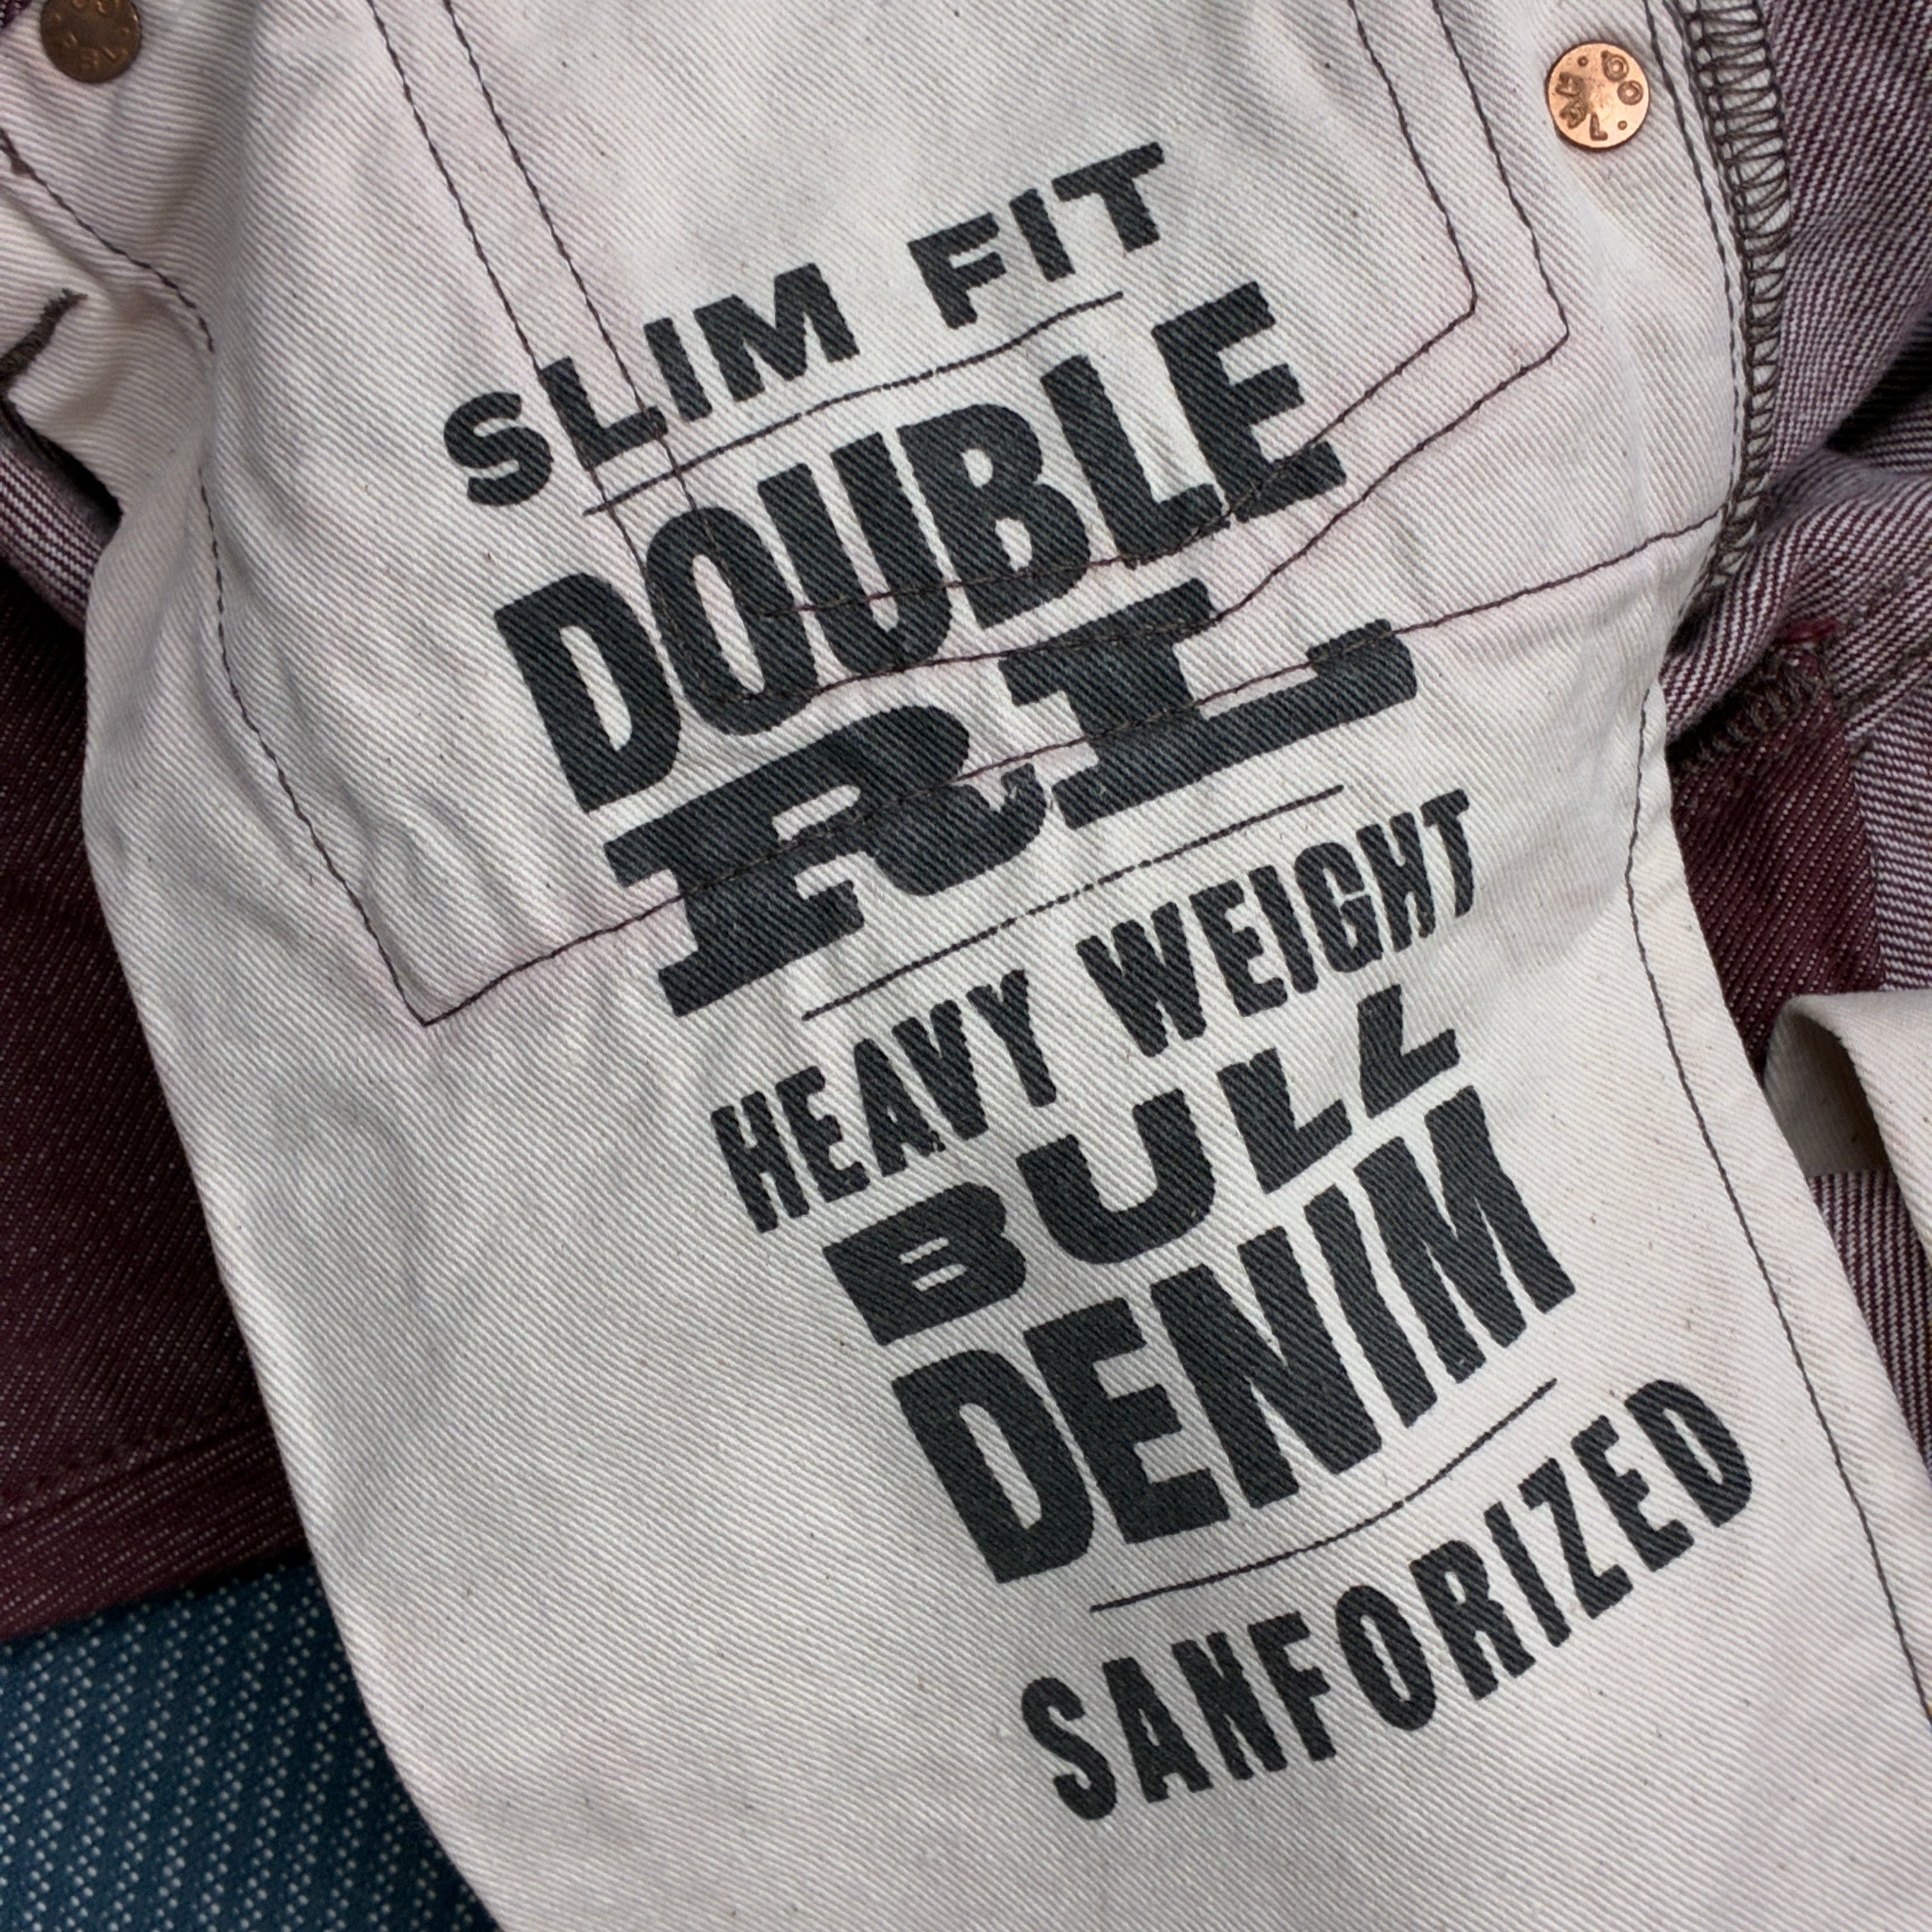 SLIM FIT
DOUBLE
RL
HEAVY WEIGHT
BULL
DENIM
SANFORIZED